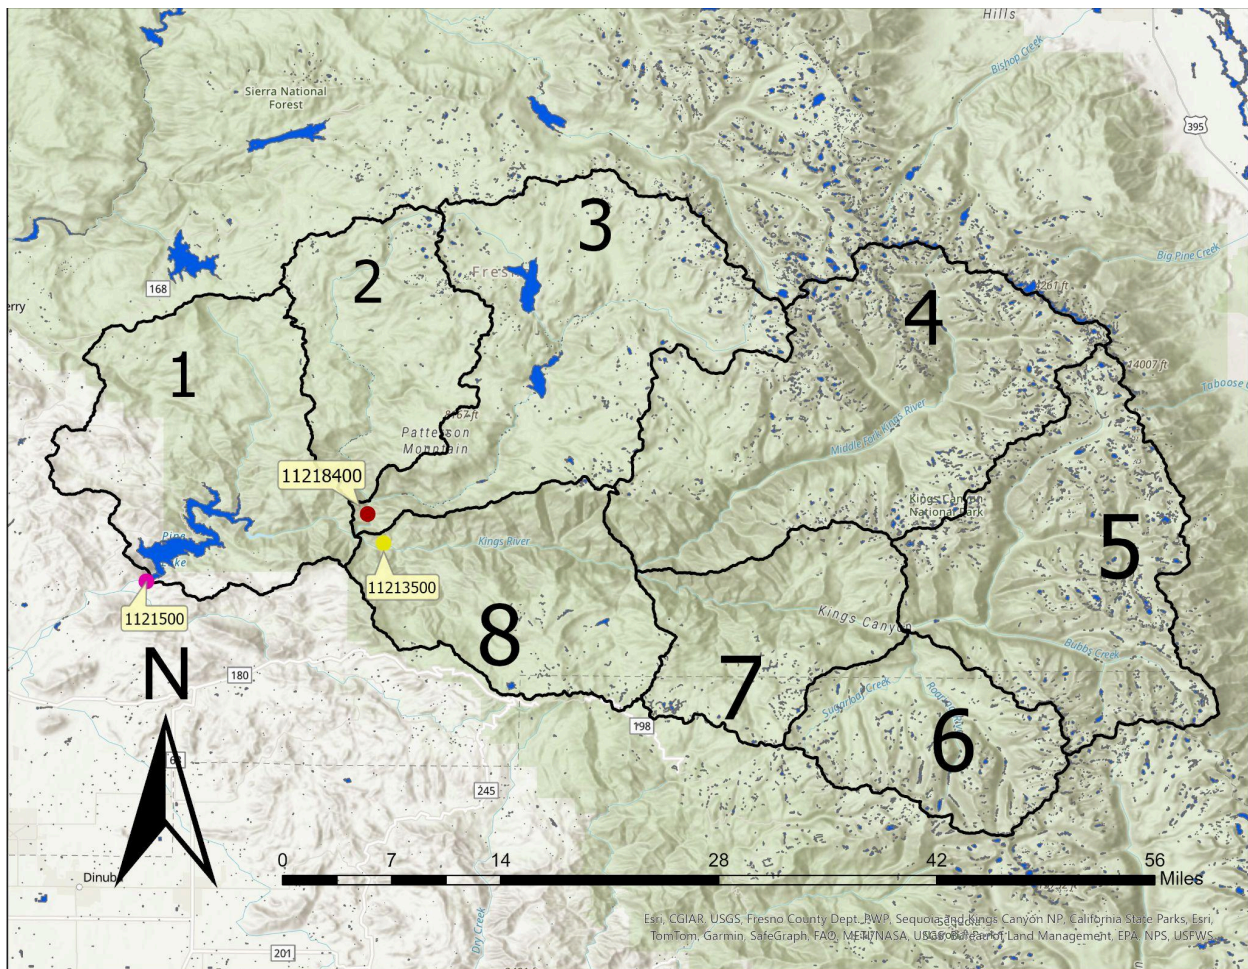 Hills
Bishop Creek
Sierra National
Forest
395
3
2
Big Pine Creek
Fres
168
erry
4
1
14007 ft
Taboose
Patterson
Mountain
Middle Fork Kings River
11218400
Kings Canyon
National Park
5
Kings River
11213500
1121500
8
Kings Canyon
Bubbs Creek
N
180
7
Sugarloaf Creek
6
198
245
0 7 14 28 42 56
Miles
Dinuba
Dry Creek
Esri, CGIAR, USGS, Fresno County Dept. PWP, Sequoia and Kings Canyon NP, California State Parks, Esri,
TomTom, Garmin, SafeGraph, FAO, METI/NASA, USGS, Bureau of Land Management, EPA, NPS, USFWS
201